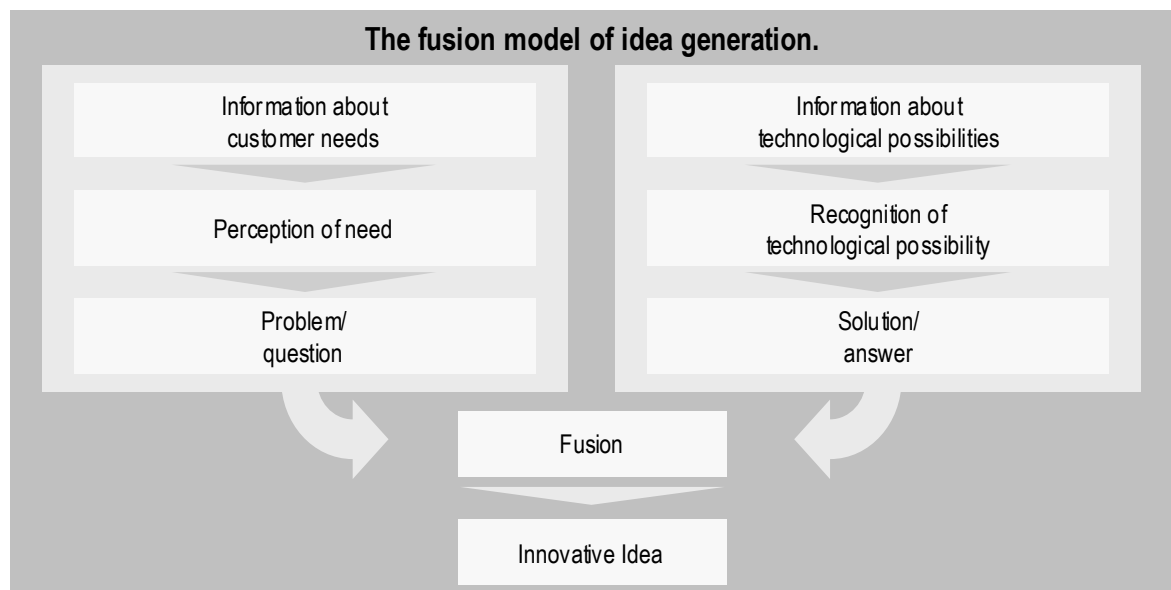 The fusion model of idea generation.
Information about
customer needs
Perception of need
Problem/
question
Information about
technological possibilities
Recognition of
technological possibility
Solution/
answer
Fusion
Innovative Idea